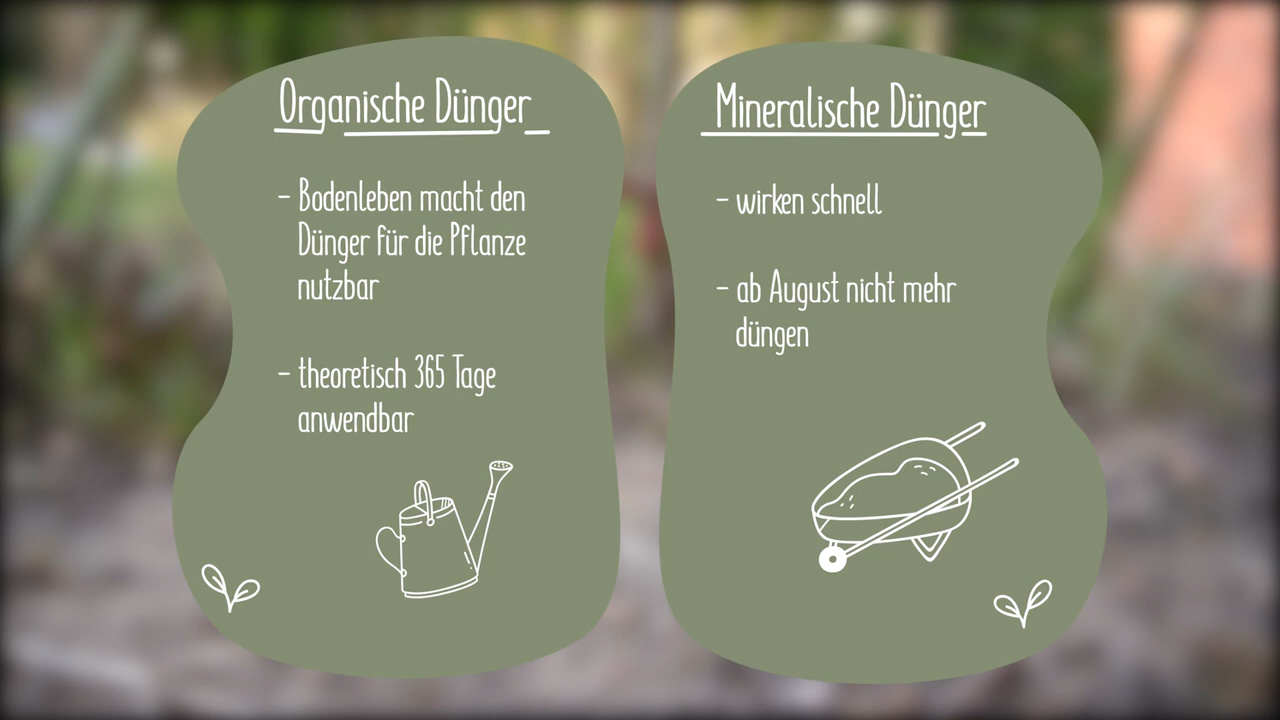 Organische Dünger
- Bodenleben macht den
Dünger für die Pflanze
nutzbar
- theoretisch 365 Tage
anwendbar
Mineralische Dünger
- wirken schnell
- ab August nicht mehr
düngen